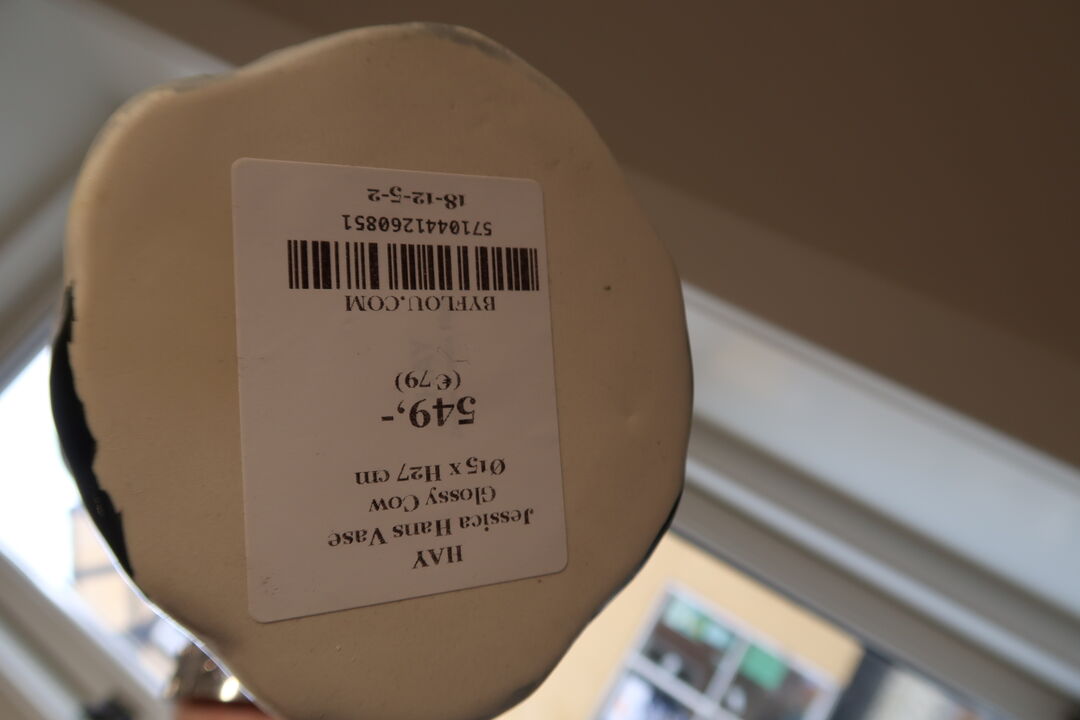 HAY
Jessica Hans Vase
Glossy Cow
Ø15 x H27 cm
549,-
(€79)
BYFLOU.COM
5710441260851
18-12-5-2